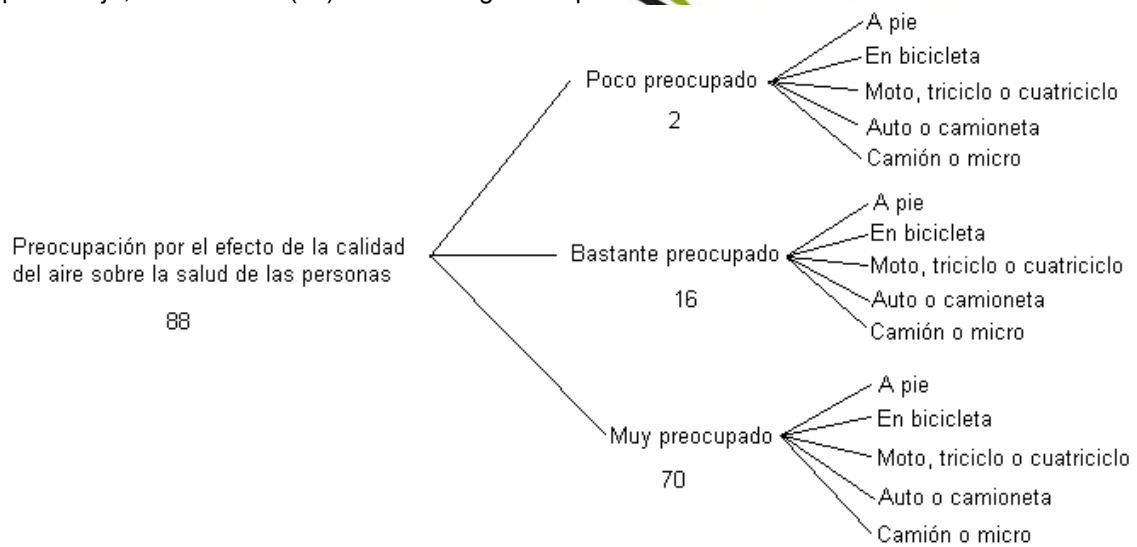 A pie
En bicicleta
Poco preocupado
Moto, triciclo o cuatriciclo
2
Auto o camioneta
Camión o micro
A pie
En bicicleta
Preocupación por el efecto de la calidad
Bastante preocupado
del aire sobre la salud de las personas
Moto, triciclo o cuatriciclo
16
Auto o camioneta
88
Camión o micro
A pie
En bicicleta
Muy preocupado
Moto, triciclo o cuatriciclo
70
Auto o camioneta
Camión o micro